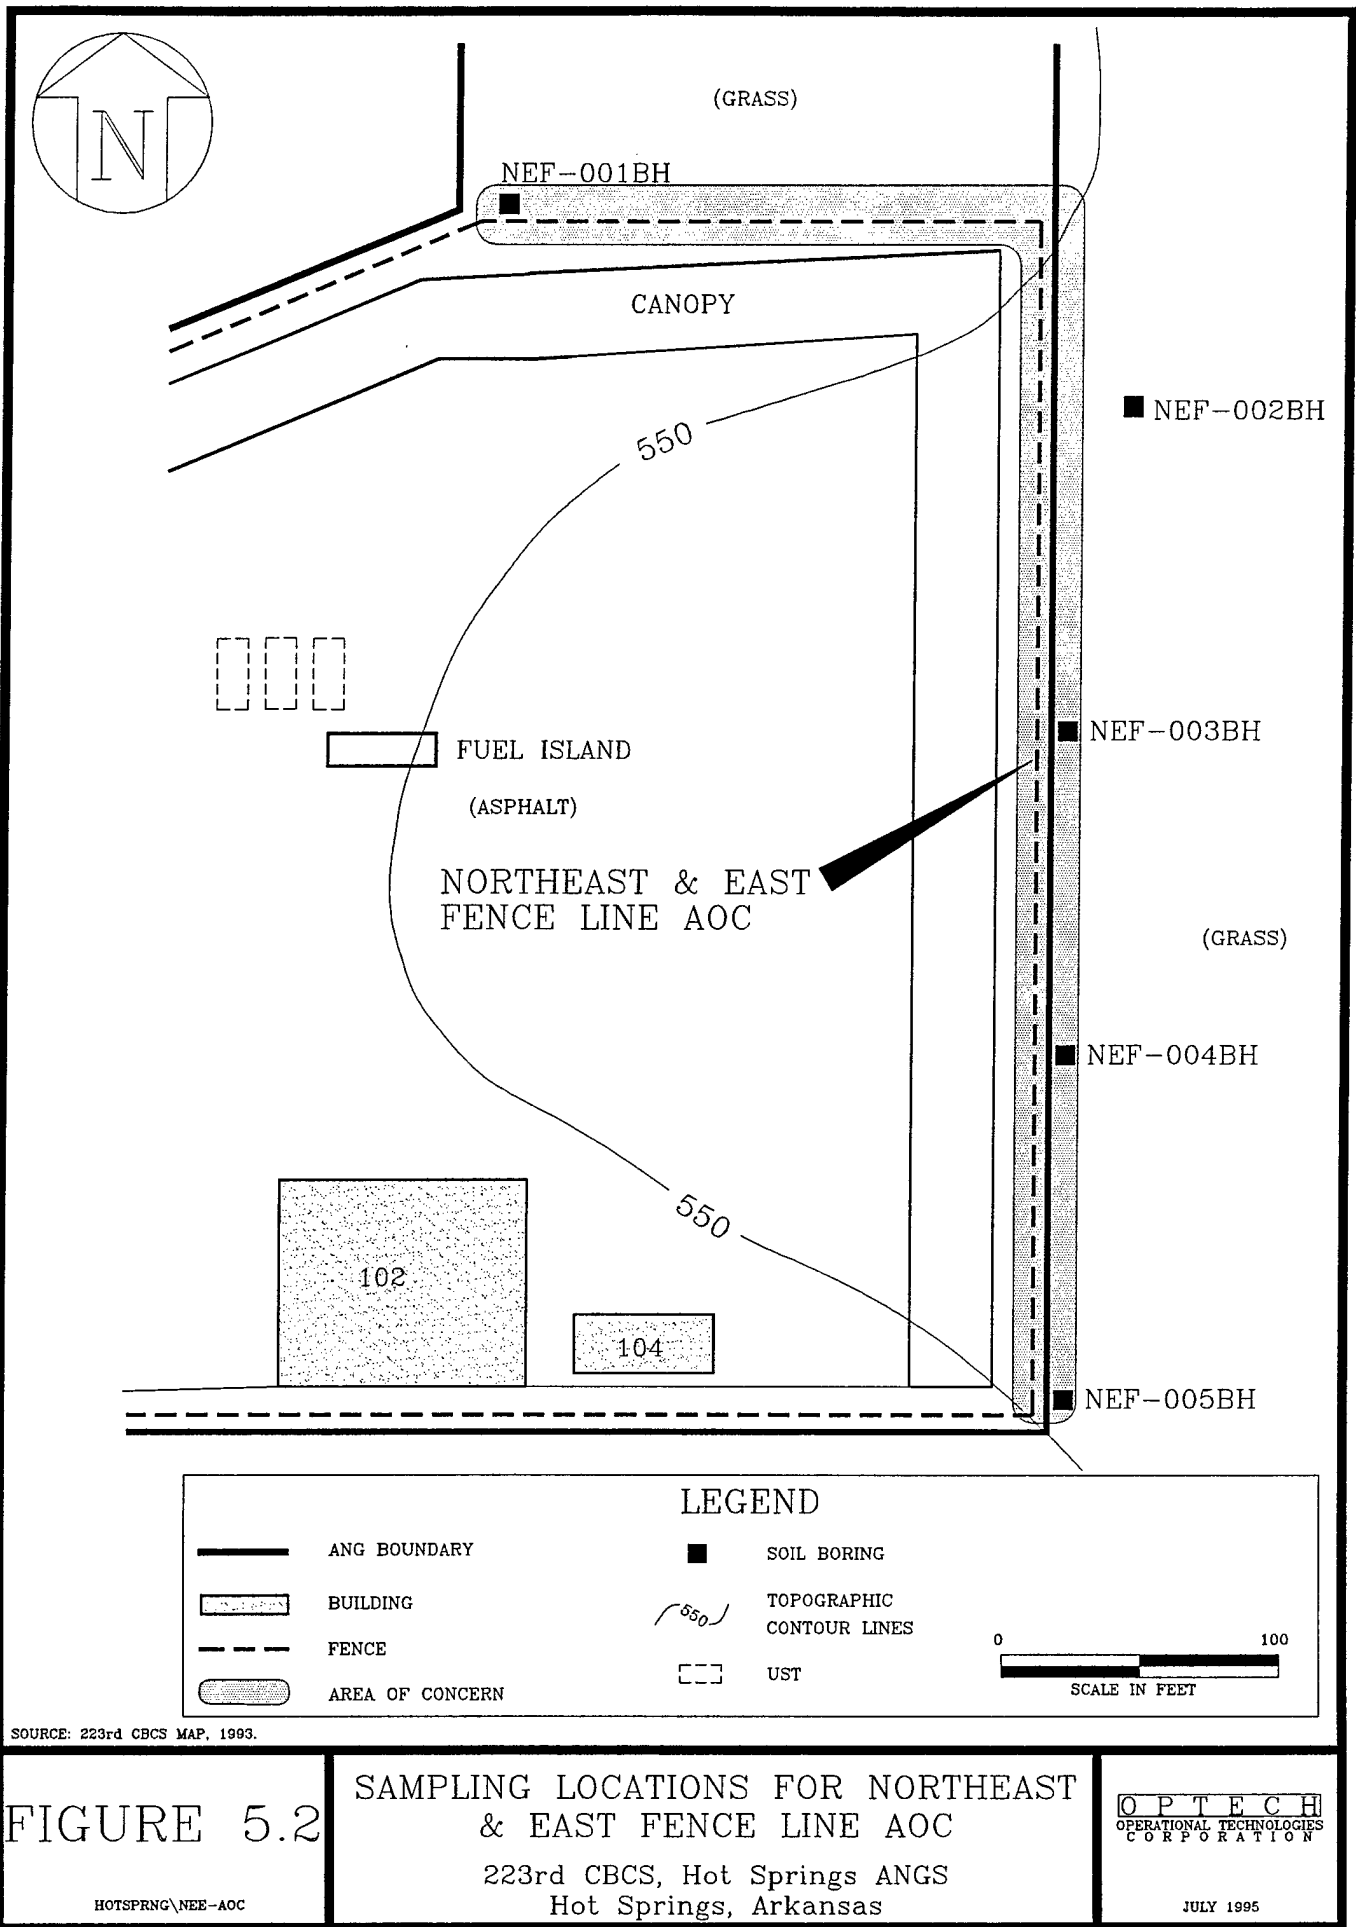 N
(GRASS)
NEF-001BH
CANOPY
NEF-002BH
550
NEF-003BH
FUEL ISLAND
(ASPHALT)
NORTHEAST & EAST
FENCE LINE AOC
(GRASS)
NEF-004BH
550
102
104
NEF-005BH
LEGEND
ANG BOUNDARY
BUILDING
FENCE
AREA OF CONCERN
SOIL BORING
550
TOPOGRAPHIC
CONTOUR LINES
UST
0 100
SCALE IN FEET
SOURCE: 223rd CBCS MAP, 1993.
FIGURE 5.2
HOTSPRNG\NEE-AOC
SAMPLING LOCATIONS FOR NORTHEAST
& EAST FENCE LINE AOC
223rd CBCS, Hot Springs ANGS
Hot Springs, Arkansas
OPTECH
OPERATIONAL TECHNOLOGIES
CORPORATION
JULY 1995